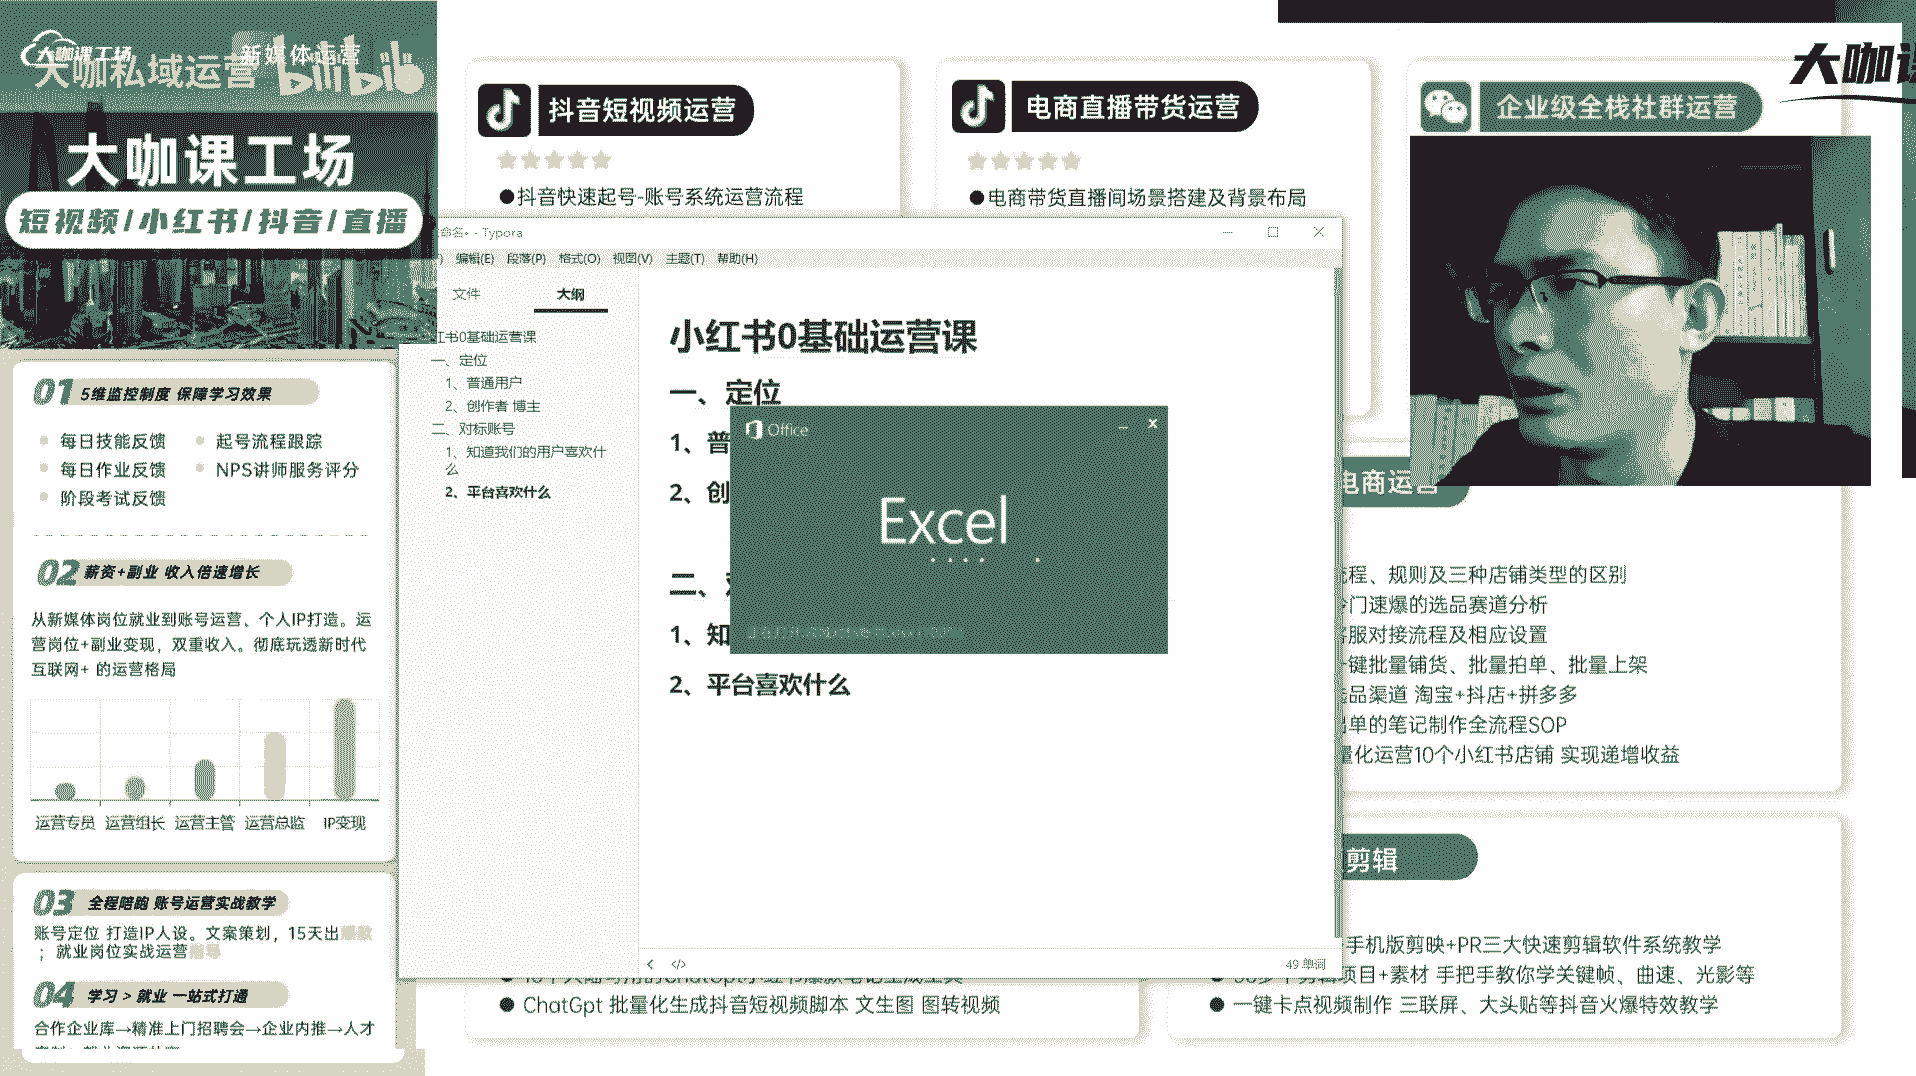 大咖课工场
新媒体运营
大咖私域运营
bilibili
大咖课工场
短视频/小红书/抖音/直播
01 5维监控制度 保障学习效果
每日技能反馈
起号流程跟踪
每日作业反馈
NPS讲师服务评分
阶段考试反馈
02 薪资+副业 收入倍速增长
从新媒体岗位就业到账号运营、个人IP打造。运
营岗位+副业变现，双重收入。彻底玩透新时代
互联网+ 的运营格局
运营专员 运营组长 运营主管 运营总监 IP变现
03 全程陪跑 账号运营实战教学
账号定位 打造IP人设。文案策划，15天出爆款
；就业岗位实战运营指导
04 学习 > 就业 一站式打通
合作企业库→精准上门招聘会→企业内推→人才
抖音短视频运营
●抖音快速起号-账号系统运营流程
电商直播带货运营
●电商带货直播间场景搭建及背景布局
企业级全栈社群运营
大咖课
命名• - Typora
) 编辑(E) 段落(P) 格式(O) 视图(V) 主题(T) 帮助(H)
文件 大纲
红书0基础运营课
一、定位
1、普通用户
2、创作者 博主
二、对标账号
1、知道我们的用户喜欢什
么
2、平台喜欢什么
小红书0基础运营课
一、定位
1、普
2、创
二、
1、知
2、平台喜欢什么
49 单词
Office
Excel
电商运营
流程、规则及三种店铺类型的区别
冷门速爆的选品赛道分析
客服对接流程及相应设置
一键批量铺货、批量拍单、批量上架
选品渠道 淘宝+抖店+拼多多
出单的笔记制作全流程SOP
量化运营10个小红书店铺 实现递增收益
剪辑
手机版剪映+PR三大快速剪辑软件系统教学
项目+素材 手把手教你学关键帧、曲速、光影等
●一键卡点视频制作 三联屏、大头贴等抖音火爆特效教学
●ChatGpt 批量化生成抖音短视频脚本 文生图 图转视频